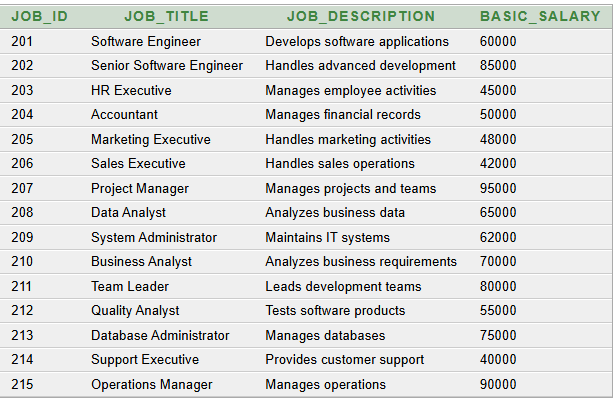 JOB_ID JOB_TITLE JOB_DESCRIPTION BASIC_SALARY
201 Software Engineer Develops software applications 60000
202 Senior Software Engineer Handles advanced development 85000
203 HR Executive Manages employee activities 45000
204 Accountant Manages financial records 50000
205 Marketing Executive Handles marketing activities 48000
206 Sales Executive Handles sales operations 42000
207 Project Manager Manages projects and teams 95000
208 Data Analyst Analyzes business data 65000
209 System Administrator Maintains IT systems 62000
210 Business Analyst Analyzes business requirements 70000
211 Team Leader Leads development teams 80000
212 Quality Analyst Tests software products 55000
213 Database Administrator Manages databases 75000
214 Support Executive Provides customer support 40000
215 Operations Manager Manages operations 90000